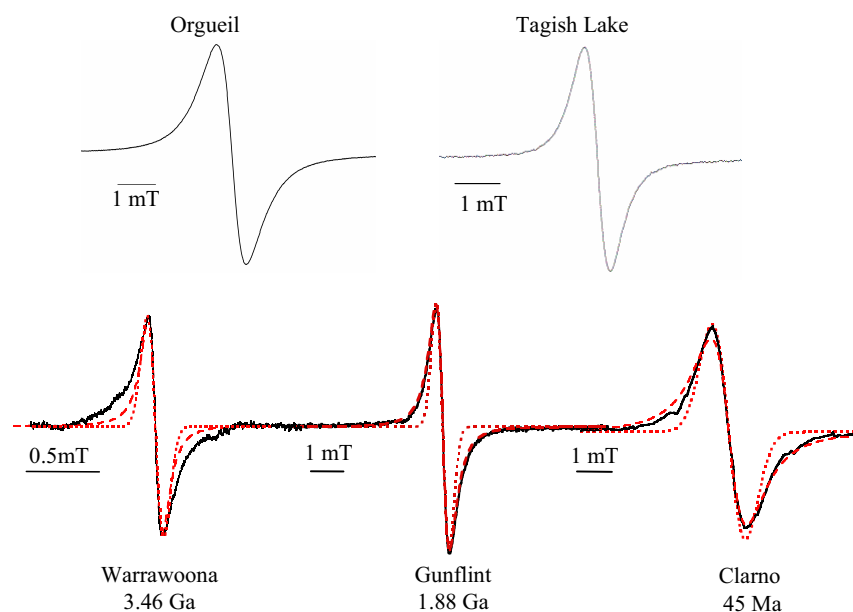 Orgueil
Tagish Lake
1 mT
1 mT
0.5mT
1 mT
1 mT
Warrawoona
3.46 Ga
Gunflint
1.88 Ga
Clarno
45 Ma